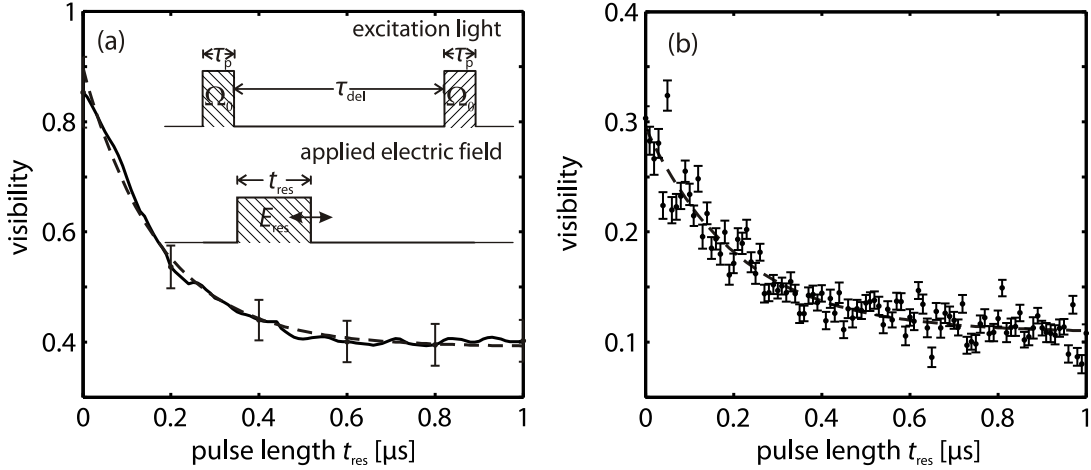 (a)
excitation light
τp
τp
Ω0
τdel
Ω0
applied electric field
tres
Eres
visibility
1
0.8
0.6
0.4
0
0.2
0.4
0.6
0.8
1
pulse length tres [µs]
(b)
visibility
0.4
0.3
0.2
0.1
0
0.2
0.4
0.6
0.8
1
pulse length tres [µs]